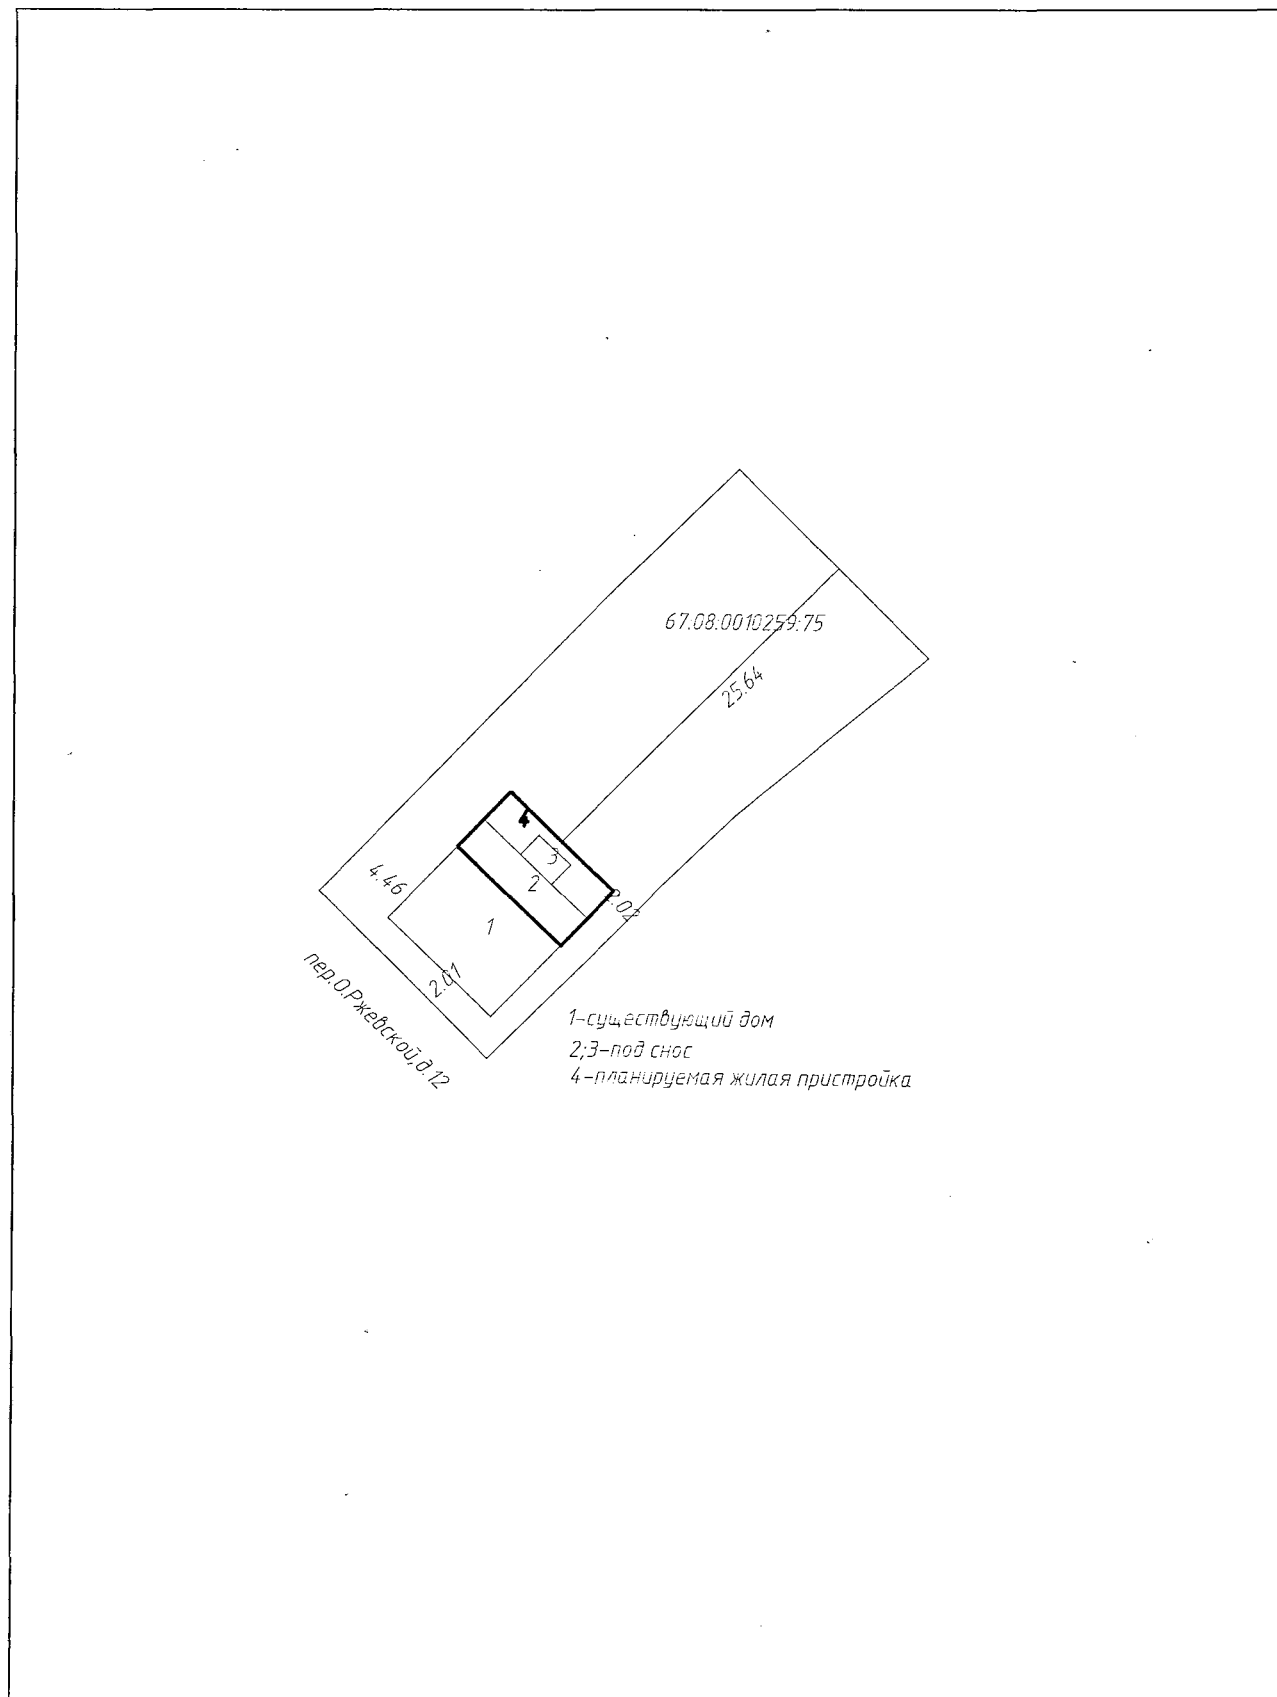 67.08:0010259:75
25.64
4
3
4.46
2
2.02
1
2.01
пер.О.Ржевской,д.12
1-существующий дом
2;3-под снос
4-планируемая жилая пристройка